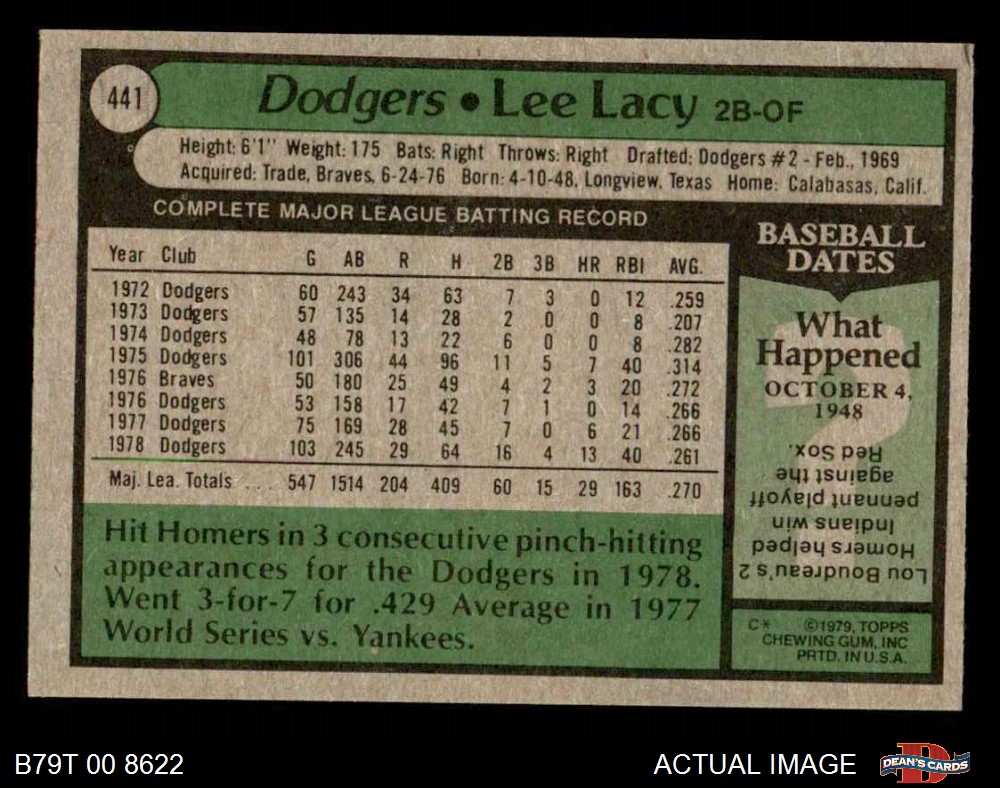 441
Dodgers • Lee Lacy 2B-OF
Height: 6'1" Weight: 175 Bats: Right Throws: Right Drafted: Dodgers #2 - Feb., 1969
Acquired: Trade, Braves, 6-24-76 Born: 4-10-48, Longview, Texas Home: Calabasas, Calif.
COMPLETE MAJOR LEAGUE BATTING RECORD
Year Club G AB R H 2B 3B HR RBI AVG.
1972 Dodgers 60 243 34 63 7 3 0 12 .259
1973 Dodgers 57 135 14 28 2 0 0 8 .207
1974 Dodgers 48 78 13 22 6 0 0 8 .282
1975 Dodgers 101 306 44 96 11 5 7 40 .314
1976 Braves 50 180 25 49 4 2 3 20 .272
1976 Dodgers 53 158 17 42 7 1 0 14 .266
1977 Dodgers 75 169 28 45 7 0 6 21 .266
1978 Dodgers 103 245 29 64 16 4 13 40 .261
Maj. Lea. Totals ... 547 1514 204 409 60 15 29 163 .270
Hit Homers in 3 consecutive pinch-hitting
appearances for the Dodgers in 1978.
Went 3-for-7 for .429 Average in 1977
World Series vs. Yankees.
BASEBALL
DATES
What
Happened
OCTOBER 4,
1948
Lou Boudreau's 2
Homers helped
Indians win
pennant playoff
against the
Red Sox.
C* ©1979, TOPPS
CHEWING GUM, INC
PRTD. IN U.S.A.
B79T 00 8622
ACTUAL IMAGE
D
DEAN'S CARDS